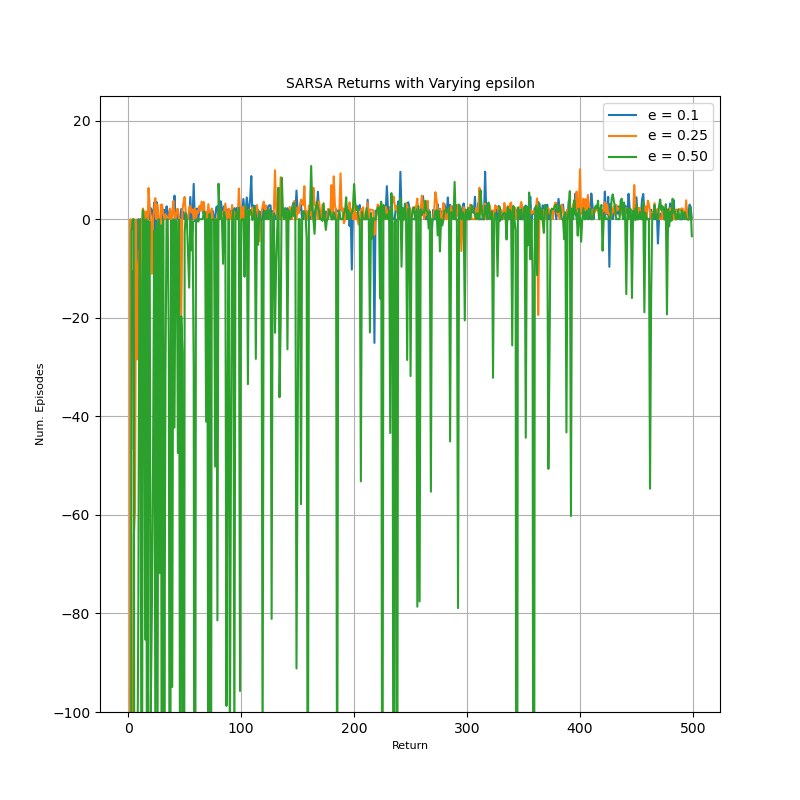 SARSA Returns with Varying epsilon
e = 0.1
e = 0.25
e = 0.50
20
0
−20
−40
−60
−80
−100
Num. Episodes
0 100 200 300 400 500
Return